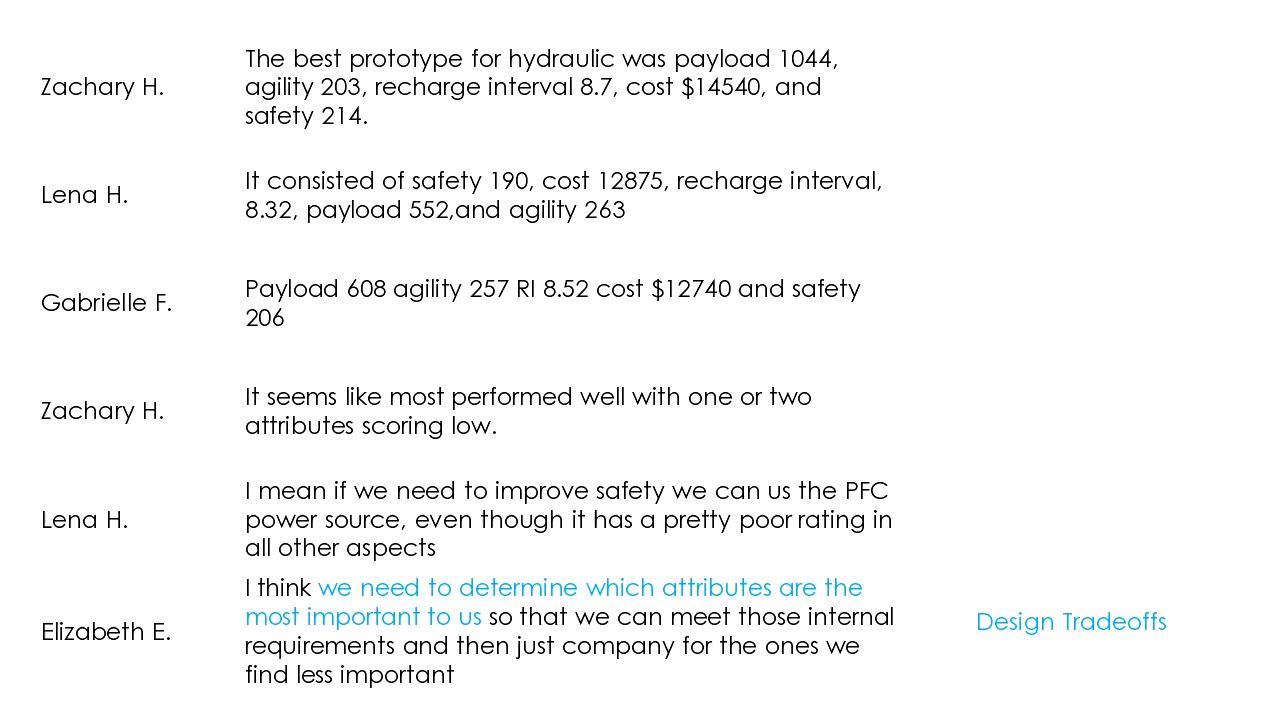 Zachary H.
The best prototype for hydraulic was payload 1044,
agility 203, recharge interval 8.7, cost $14540, and
safety 214.
Lena H.
It consisted of safety 190, cost 12875, recharge interval,
8.32, payload 552,and agility 263
Gabrielle F.
Payload 608 agility 257 RI 8.52 cost $12740 and safety
206
Zachary H.
It seems like most performed well with one or two
attributes scoring low.
Lena H.
I mean if we need to improve safety we can us the PFC
power source, even though it has a pretty poor rating in
all other aspects
Elizabeth E.
I think we need to determine which attributes are the
most important to us so that we can meet those internal
requirements and then just company for the ones we
find less important
Design Tradeoffs